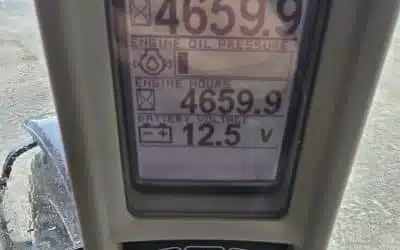 4659.9
ENGINE OIL PRESSURE
ENGINE HOURS
4659.9
BATTERY VOLTAGE
12.5 V